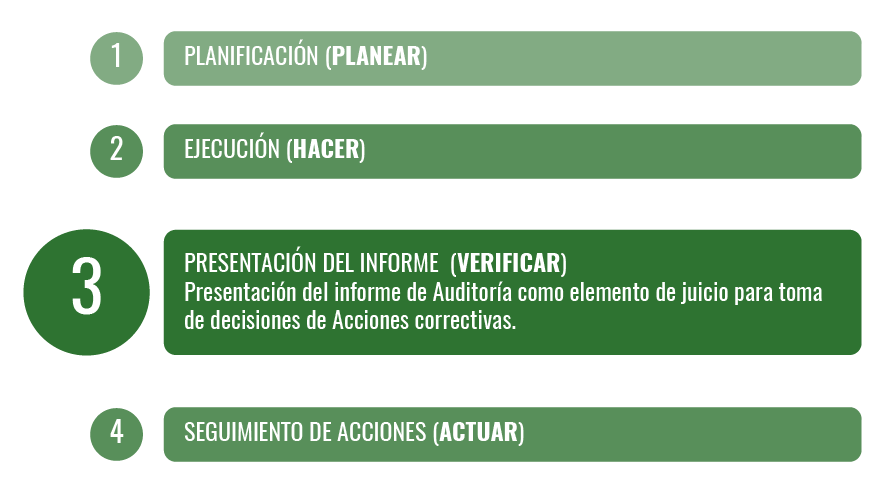 1
PLANIFICACIÓN (PLANEAR)
2
EJECUCIÓN (HACER)
3
PRESENTACIÓN DEL INFORME (VERIFICAR)
Presentación del informe de Auditoría como elemento de juicio para toma
de decisiones de Acciones correctivas.
4
SEGUIMIENTO DE ACCIONES (ACTUAR)